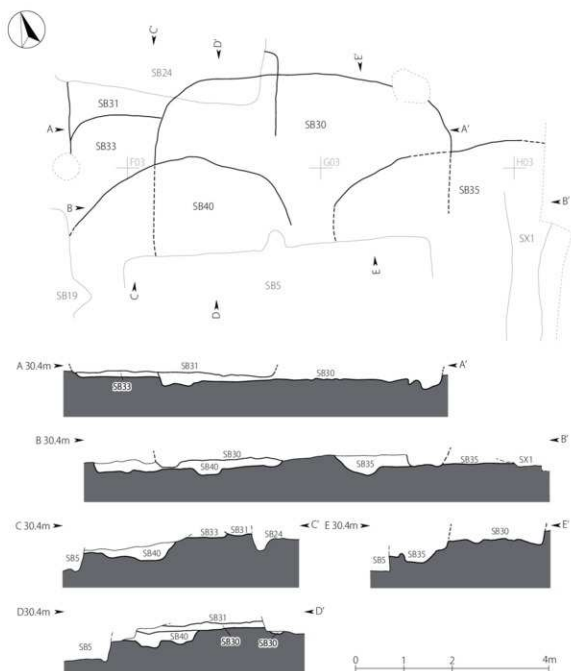 C'
D'
E'
SB24
SB31
SB30
A
A'
SB33
F03
G03
H03
SB35
B
B'
SB40
SX1
SB19
SB5
C
D
E
A 30.4m
SB31
A'
SB33
SB30
B 30.4m
B'
SB30
SB40
SB35
SB35
SX1
C 30.4m
C'
SB5
SB40
SB33
SB31
SB24
E 30.4m
E'
SB5
SB35
SB30
D30.4m
D'
SB5
SB31
SB40
SB30
SB30
0 1 2 4m